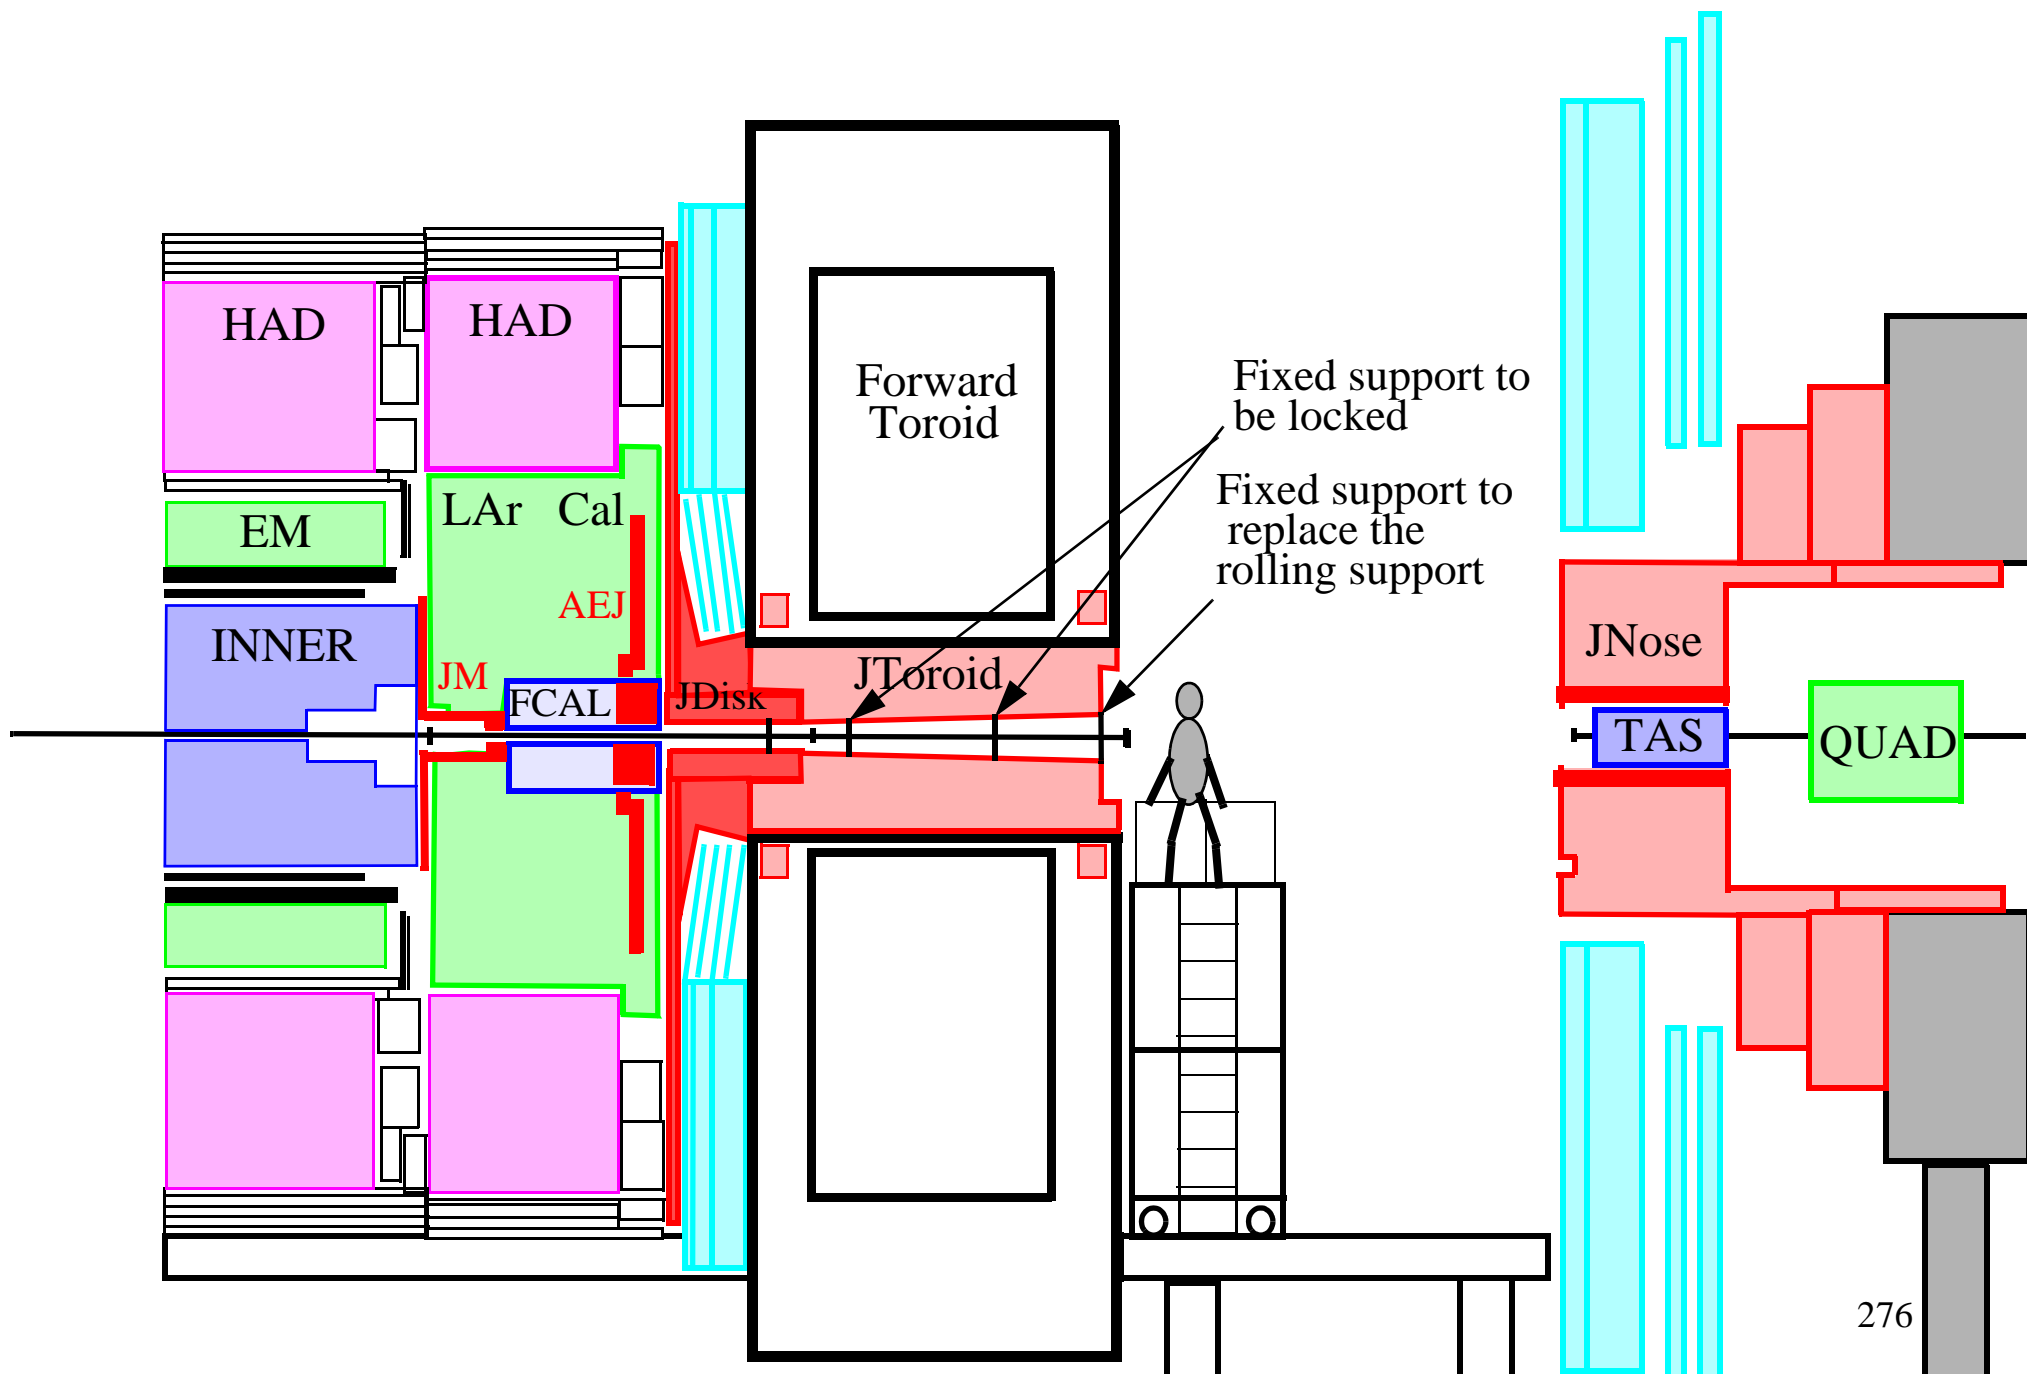 HAD
HAD
Forward
Toroid
Fixed support to
be locked
LAr Cal
Fixed support to
replace the
rolling support
EM
AEJ
INNER
JM
JToroid
JNose
FCAL
JDisk
TAS
QUAD
276